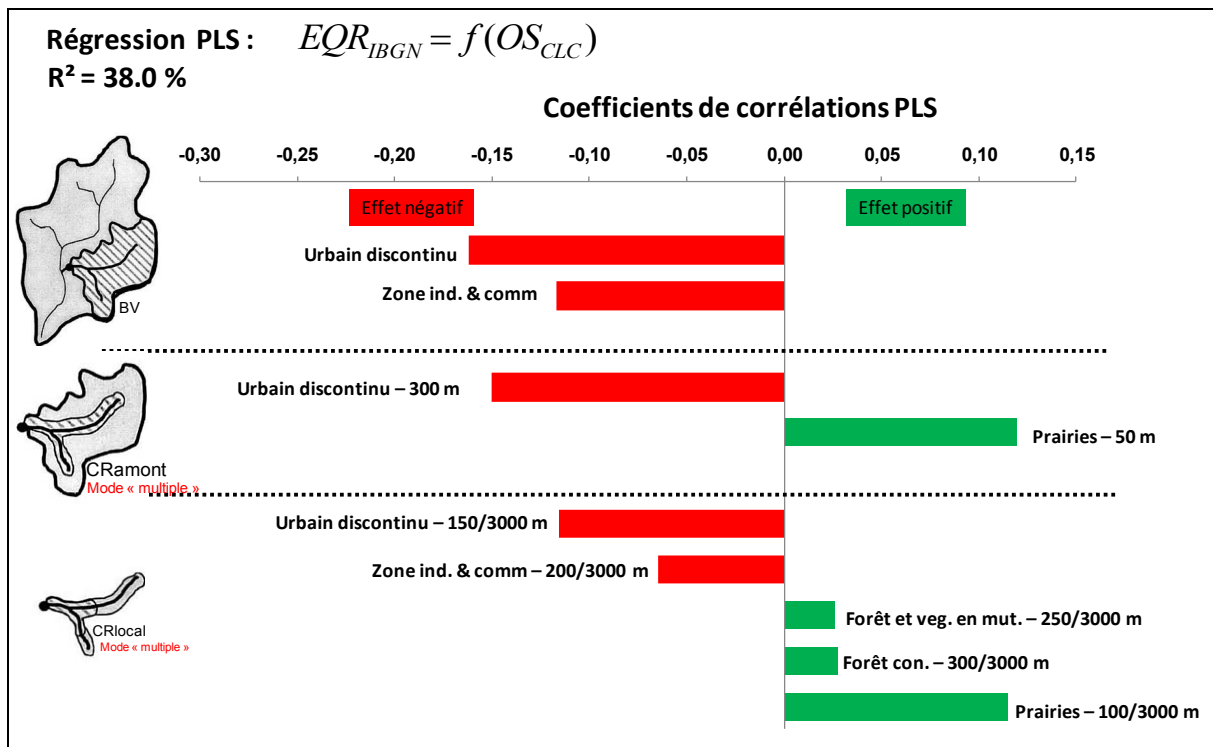 Régression PLS : EQR_IBGN = f(OS_CLC)
R² = 38.0 %
Coefficients de corrélations PLS
-0,30 -0,25 -0,20 -0,15 -0,10 -0,05 0,00 0,05 0,10 0,15
Effet négatif Effet positif
Urbain discontinu
Zone ind. & comm
BV
Urbain discontinu – 300 m
Prairies – 50 m
CRamont
Mode « multiple »
Urbain discontinu – 150/3000 m
Zone ind. & comm – 200/3000 m
Forêt et veg. en mut. – 250/3000 m
CRlocal
Mode « multiple »
Forêt con. – 300/3000 m
Prairies – 100/3000 m